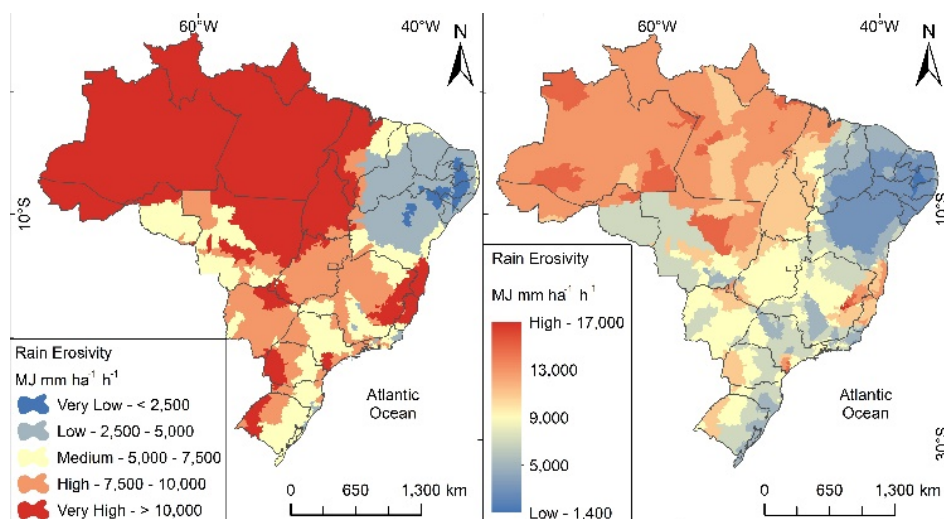 60°W
40°W
N
10°S
Rain Erosivity
MJ mm ha⁻¹ h¹
Very Low - < 2,500
Low - 2,500 - 5,000
Medium - 5,000 - 7,500
High - 7,500 - 10,000
Very High - > 10,000
Atlantic
Ocean
0 650 1,300 km
60°W
40°W
N
10°S
Rain Erosivity
MJ mm ha⁻¹ h¹
High - 17,000
13,000
9,000
5,000
Low - 1,400
Atlantic
Ocean
30°S
0 650 1,300 km